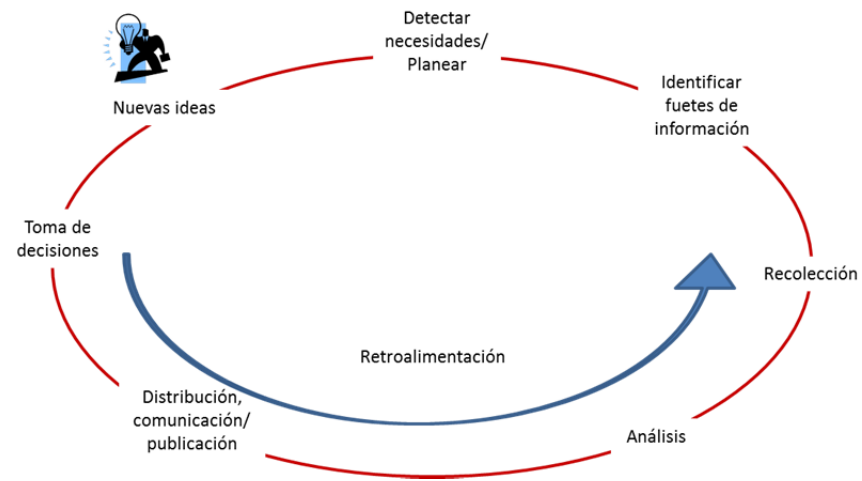 Detectar
necesidades/
Planear
Identificar
fuetes de
información
Recolección
Análisis
Retroalimentación
Distribución,
comunicación/
publicación
Toma de
decisiones
Nuevas ideas